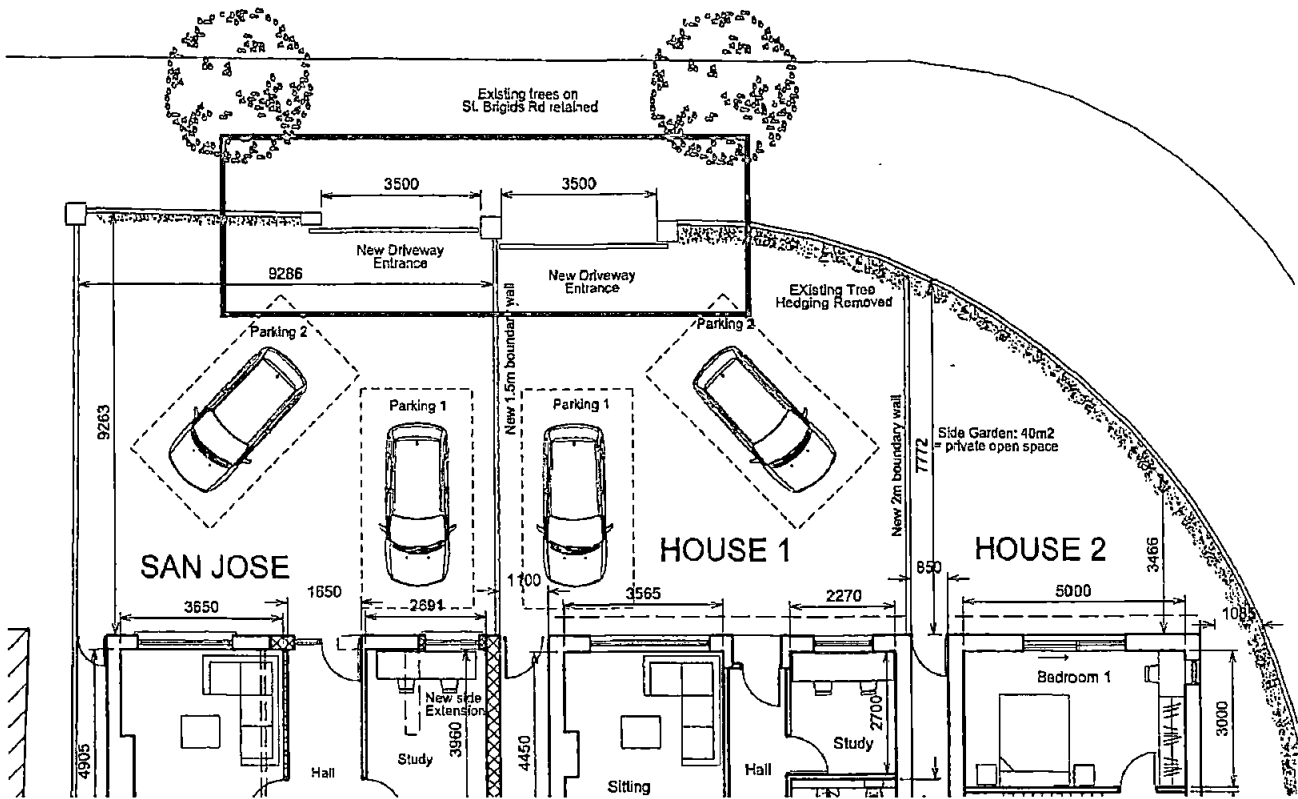 Existing trees on
St. Brigids Rd retained
3500
3500
New Driveway
Entrance
9286
New Driveway
Entrance
EXisting Tree
Hedging Removed
Parking 2
Parking 2
New 1.5m boundary wall
9263
Parking 1
Parking 1
New 2m boundary wall
7772
Side Garden: 40m2
= private open space
SAN JOSE
HOUSE 1
HOUSE 2
3466
1650
1100
850
3650
2691
3565
2270
5000
1085
Bedroom 1
New side
Extension
4905
3960
4450
2700
3000
Study
Study
Hall
Hall
Sitting